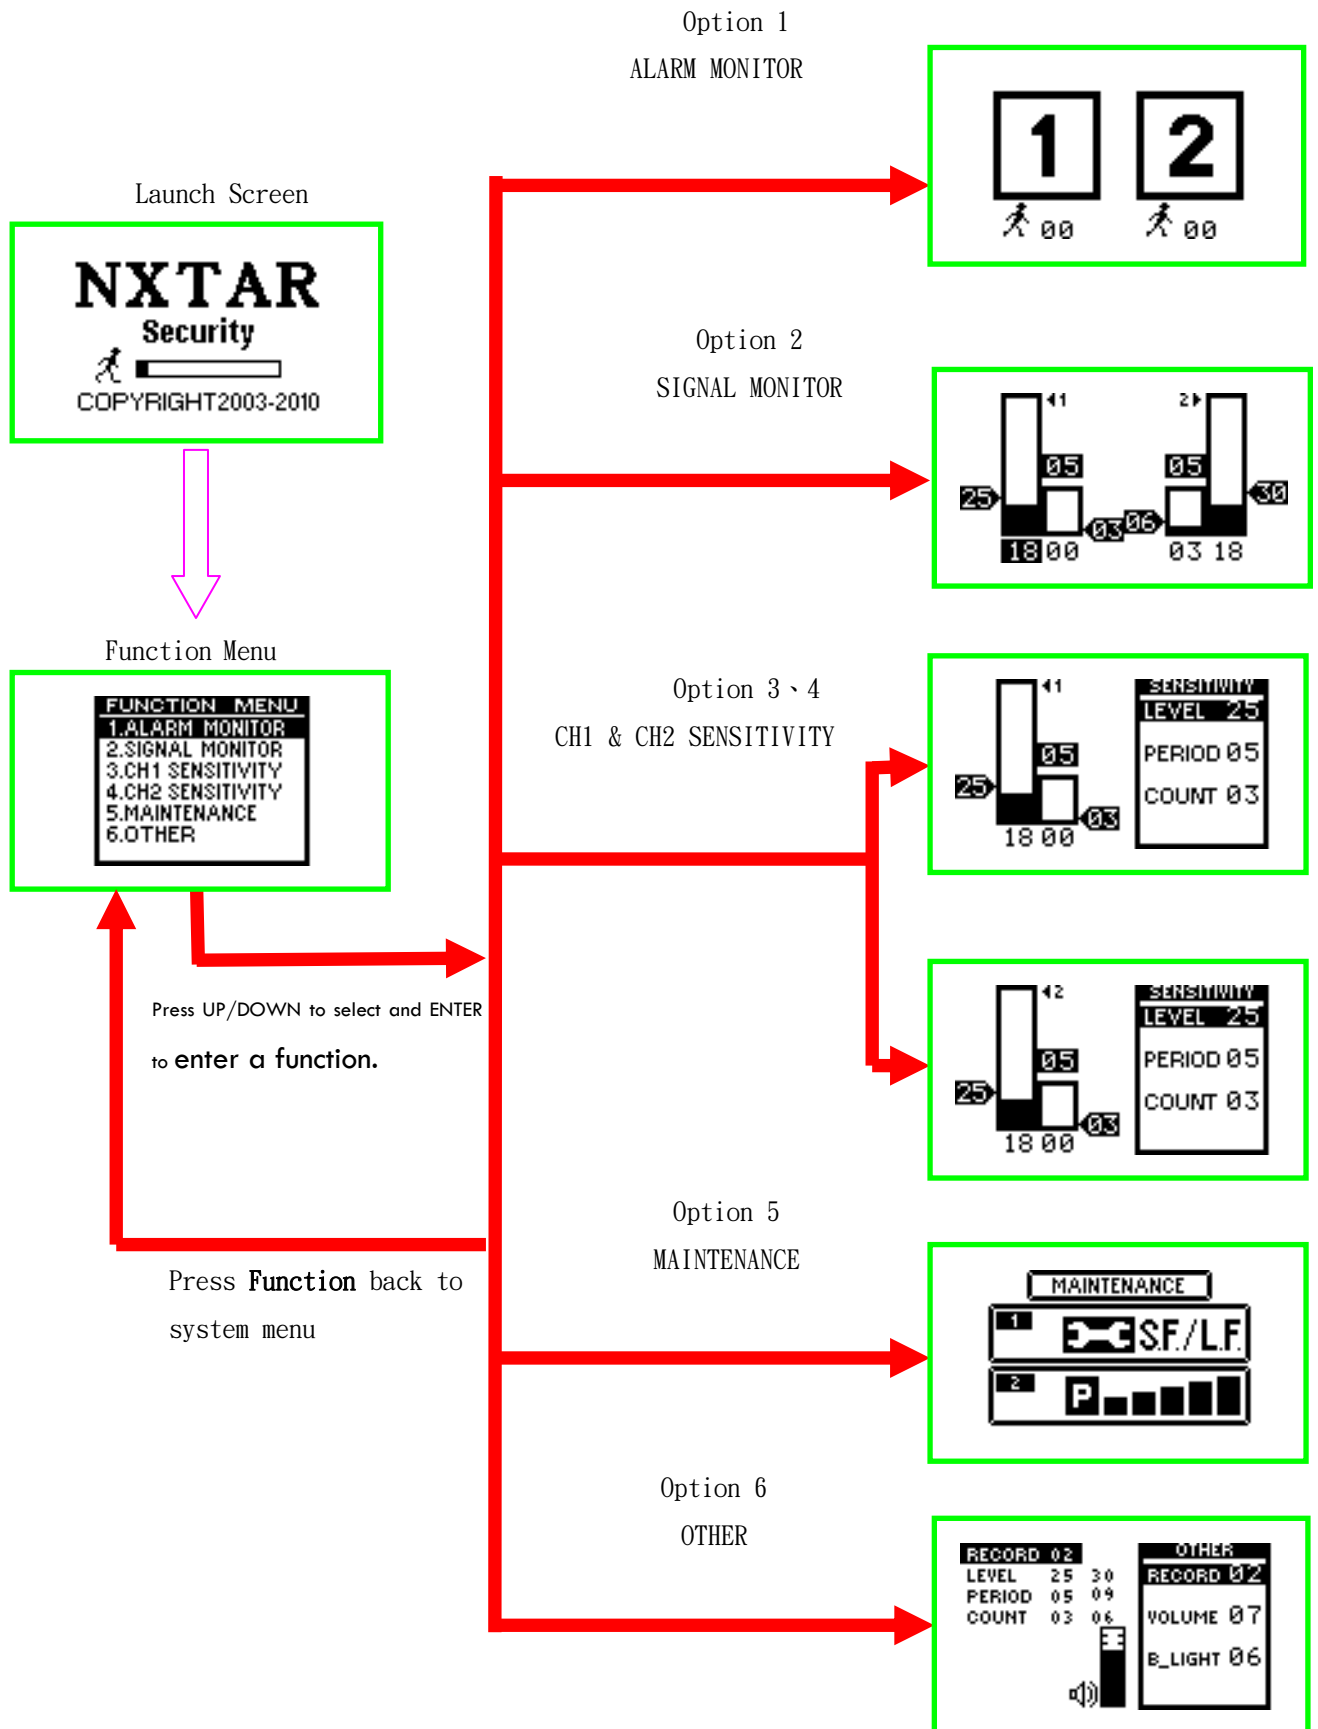 Option 1
ALARM MONITOR
1 2
00 00
Launch Screen
NXTAR
Security
COPYRIGHT2003-2010
Option 2
SIGNAL MONITOR
1 2
05 05
25 30
03 06
18 00 03 18
Function Menu
FUNCTION MENU
1.ALARM MONITOR
2.SIGNAL MONITOR
3.CH1 SENSITIVITY
4.CH2 SENSITIVITY
5.MAINTENANCE
6.OTHER
Press UP/DOWN to select and ENTER
to enter a function.
Press Function back to
system menu
Option 3、4
CH1 & CH2 SENSITIVITY
1
05
25
03
18 00
SENSITIVITY
LEVEL 25
PERIOD 05
COUNT 03
2
05
25
03
18 00
SENSITIVITY
LEVEL 25
PERIOD 05
COUNT 03
Option 5
MAINTENANCE
MAINTENANCE
1 S.F./L.F.
2 P
Option 6
OTHER
RECORD 02
LEVEL 25 30
PERIOD 05 09
COUNT 03 06
OTHER
RECORD 02
VOLUME 07
B_LIGHT 06